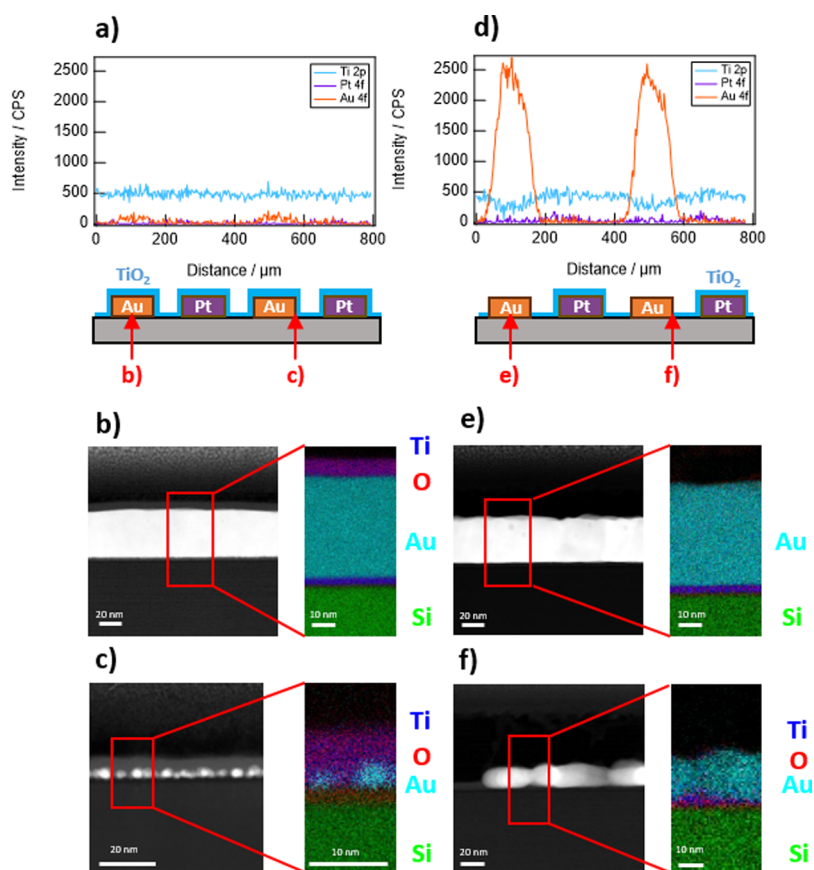 a)
2500
2000
1500
1000
500
0
Intensity / CPS
Ti 2p
Pt 4f
Au 4f
0 200 400 600 800
Distance / µm
TiO2
Au Pt Au Pt
b) c)
d)
2500
2000
1500
1000
500
0
Intensity / CPS
Ti 2p
Pt 4f
Au 4f
0 200 400 600 800
Distance / µm
TiO2
Au Pt Au Pt
e) f)
b)
20 nm
10 nm
Ti
O
Au
Si
e)
20 nm
10 nm
Au
Si
c)
20 nm
10 nm
Ti
O
Au
Si
f)
20 nm
10 nm
Ti
O
Au
Si